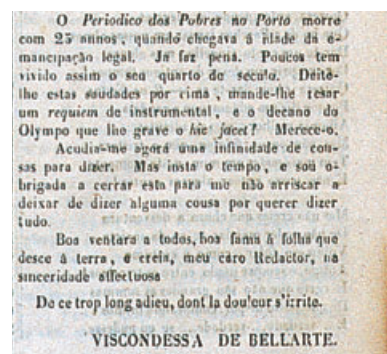 O Periodico dos Pobres no Porto morre
com 25 annos, quando chegava á idade da e-
mancipação legal. Já faz pena. Poucos tem
vivido assim o seu quarto de seculo. Deite-
lhe estas saudades por cima, mande-lhe resar
um requiem de instrumental, e o decano do
Olympo que lhe grave o hic jacet! Merece-o.
Acudia-me agora uma infinidade de cou-
sas para dizer. Mas insta o tempo, e sou o-
brigada a cerrar esta para me não arriscar a
deixar de dizer alguma cousa por querer dizer
tudo.
Boa ventura a todos, boa fama á folha que
desce á terra, e creia, meu caro Redactor, na
sinceridade affectuosa
De ce trop long adieu, dont la douleur s'irrite.
VISCONDESSA DE BELLARTE.